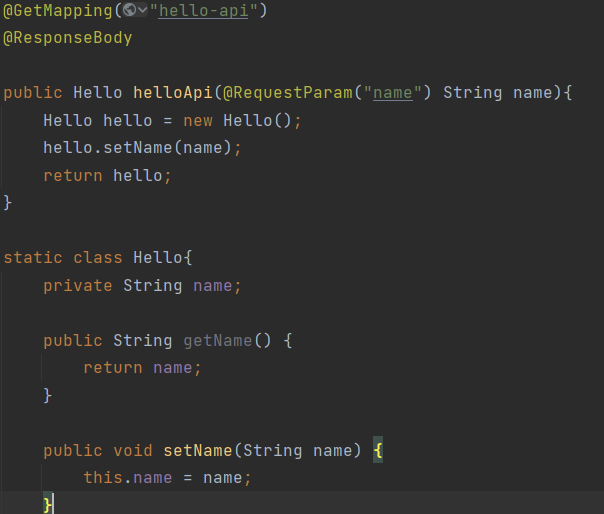 @GetMapping("hello-api")
@ResponseBody
public Hello helloApi(@RequestParam("name") String name){
Hello hello = new Hello();
hello.setName(name);
return hello;
}
static class Hello{
private String name;
public String getName() {
return name;
}
public void setName(String name) {
this.name = name;
}